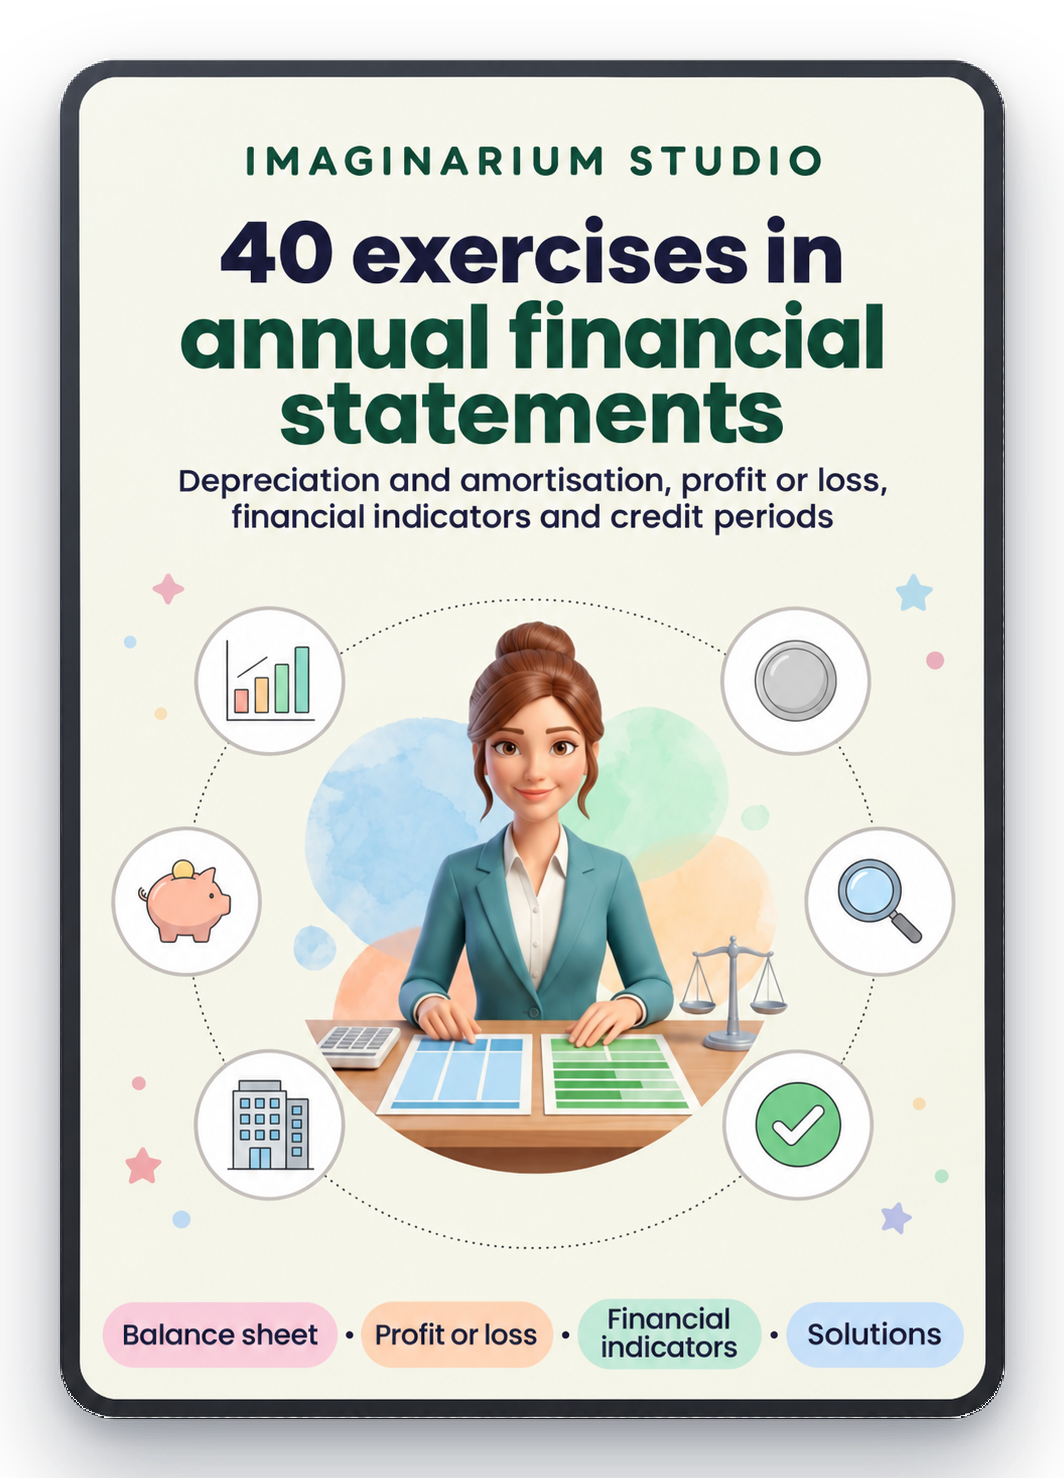 IMAGINARIUM STUDIO
40 exercises in
annual financial
statements
Depreciation and amortisation, profit or loss,
financial indicators and credit periods
Balance sheet • Profit or loss • Financial indicators • Solutions